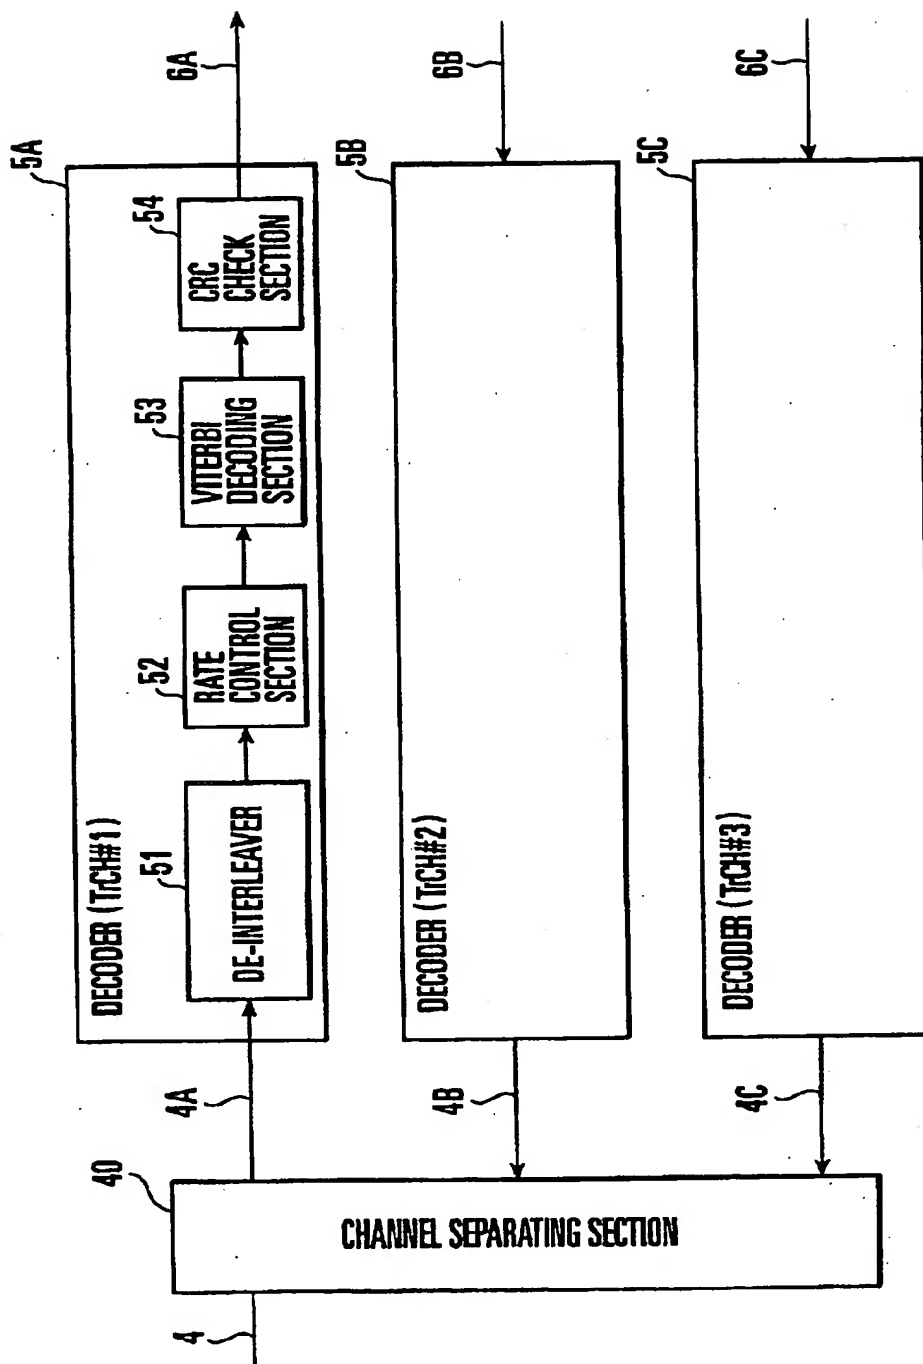 4
40
CHANNEL SEPARATING SECTION
4A
4B
4C
5A
DECODER (TrCH#1)
51
DE-INTERLEAVER
52
RATE
CONTROL
SECTION
53
VITERBI
DECODING
SECTION
54
CRC
CHECK
SECTION
6A
5B
DECODER (TrCH#2)
6B
5C
DECODER (TrCH#3)
6C